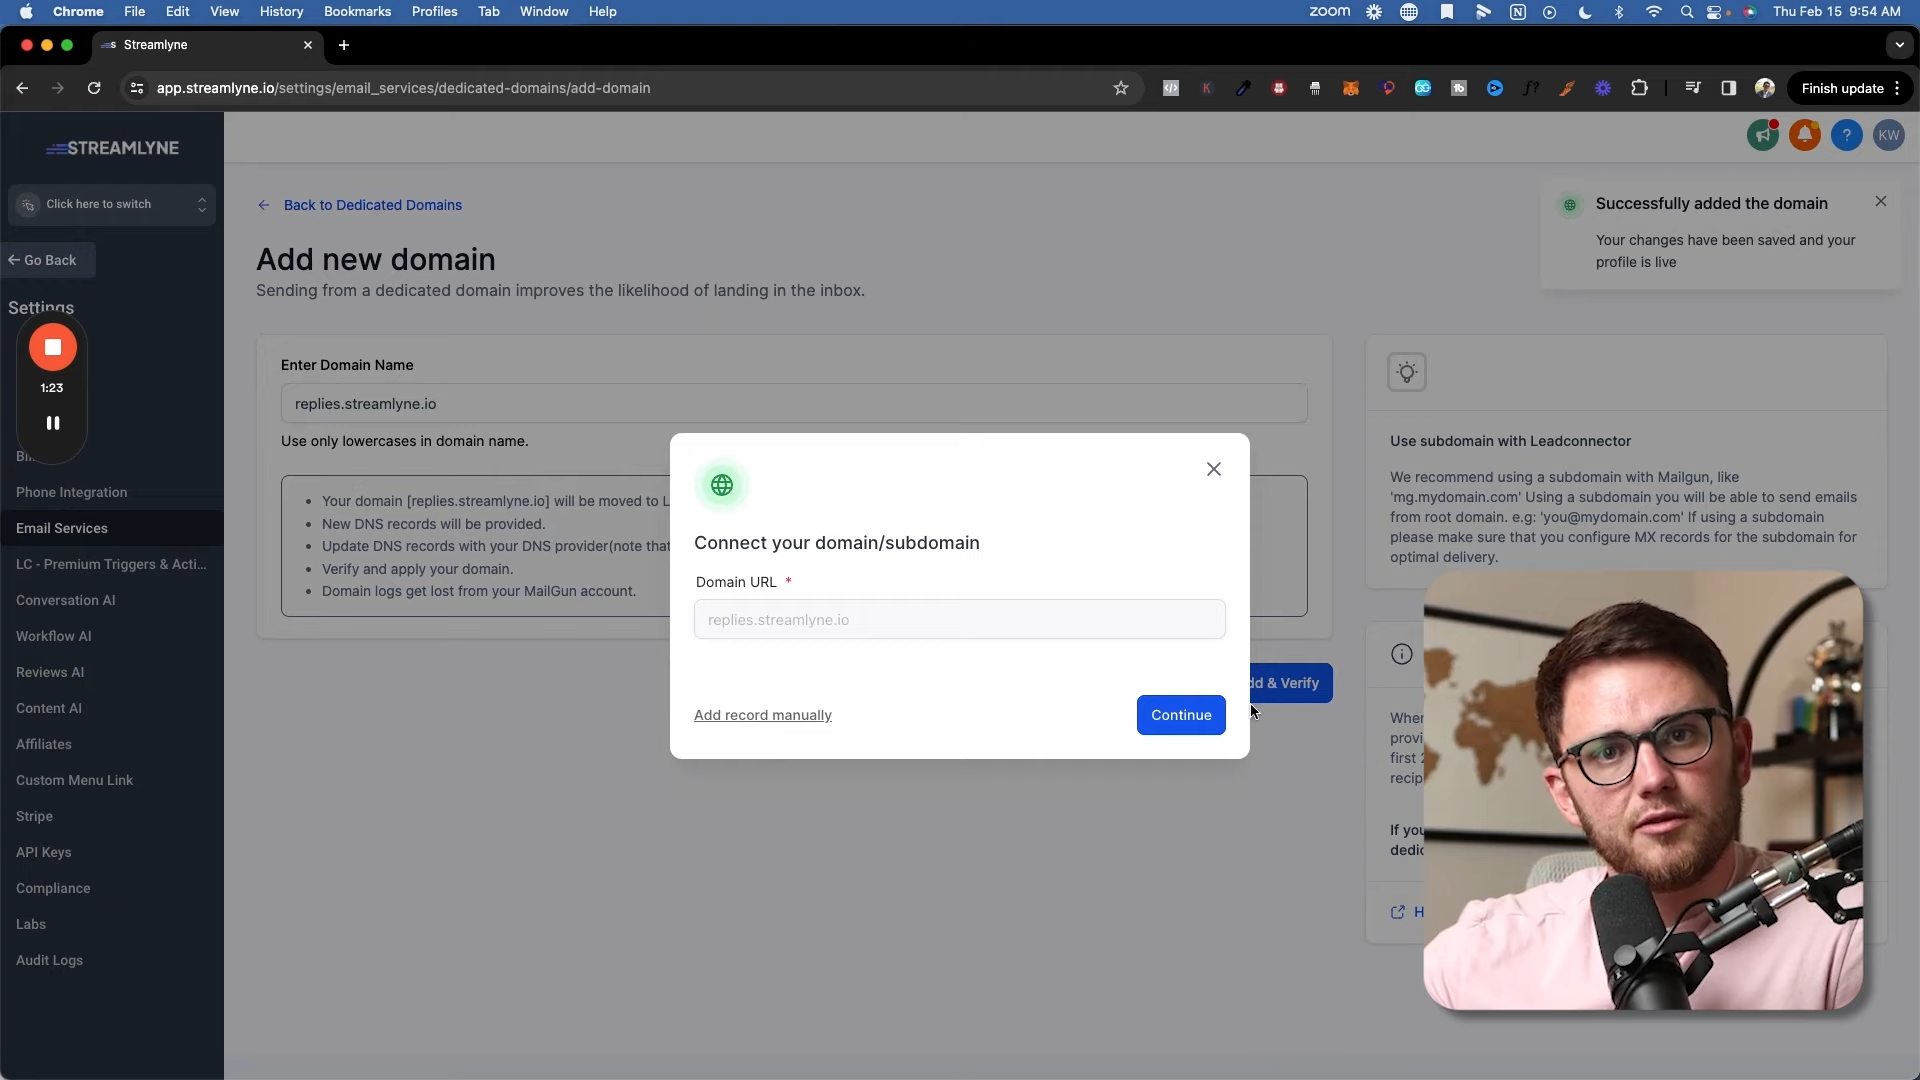 Chrome File Edit View History Bookmarks Profiles Tab Window Help
zoom
Thu Feb 15 9:54 AM
Streamlyne
app.streamlyne.io/settings/email_services/dedicated-domains/add-domain
Finish update
STREAMLYNE
Click here to switch
Go Back
Settings
1:23
Phone Integration
Email Services
LC - Premium Triggers & Acti...
Conversation AI
Workflow AI
Reviews AI
Content AI
Affiliates
Custom Menu Link
Stripe
API Keys
Compliance
Labs
Audit Logs
KW
Back to Dedicated Domains
Add new domain
Sending from a dedicated domain improves the likelihood of landing in the inbox.
Enter Domain Name
replies.streamlyne.io
Use only lowercases in domain name.
Your domain [replies.streamlyne.io] will be moved to L
New DNS records will be provided.
Update DNS records with your DNS provider(note that
Verify and apply your domain.
Domain logs get lost from your MailGun account.
dd & Verify
Connect your domain/subdomain
Domain URL *
replies.streamlyne.io
Add record manually
Continue
Successfully added the domain
Your changes have been saved and your
profile is live
Use subdomain with Leadconnector
We recommend using a subdomain with Mailgun, like
'mg.mydomain.com' Using a subdomain you will be able to send emails
from root domain. e.g: 'you@mydomain.com' If using a subdomain
please make sure that you configure MX records for the subdomain for
optimal delivery.
Wher
provi
first 2
recip
If you
dedic
H